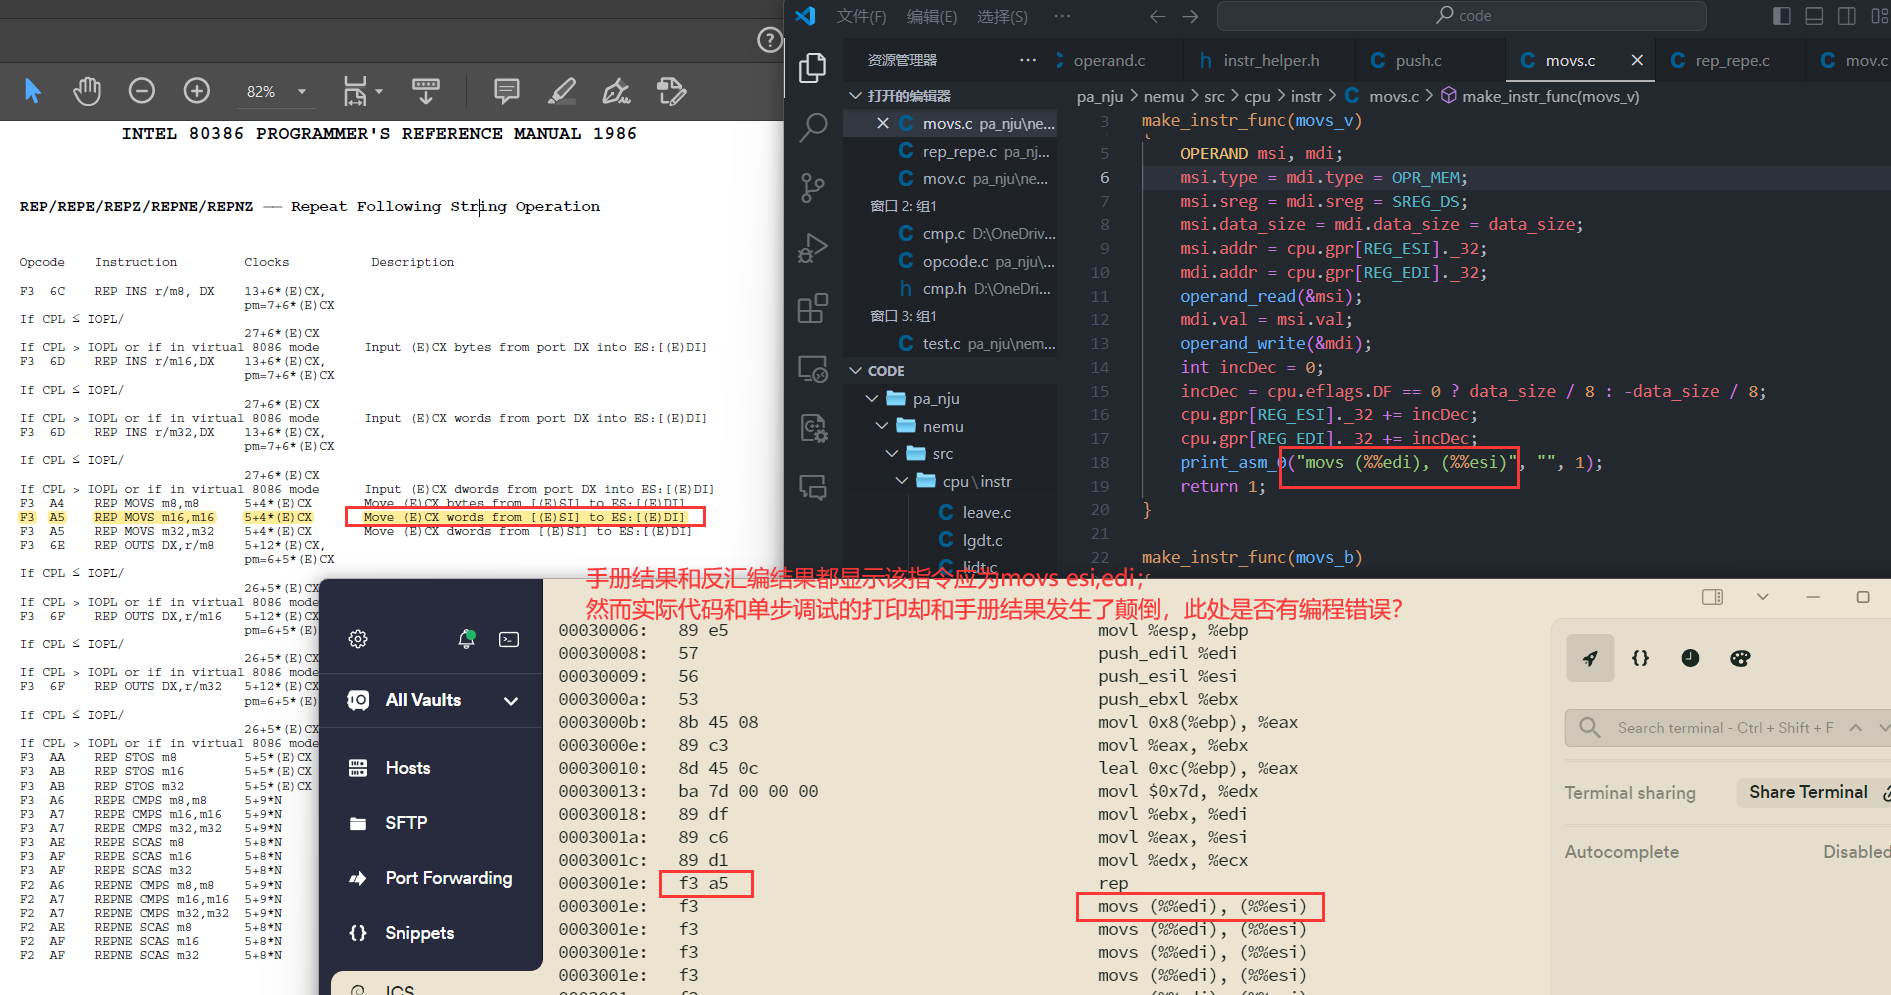 82%
INTEL 80386 PROGRAMMER'S REFERENCE MANUAL 1986
REP/REPE/REPZ/REPNE/REPNZ —— Repeat Following String Operation
Opcode Instruction Clocks Description
F3 6C REP INS r/m8, DX 13+6*(E)CX,
pm=7+6*(E)CX
If CPL ≤ IOPL/
27+6*(E)CX
If CPL > IOPL or if in virtual 8086 mode Input (E)CX bytes from port DX into ES:[(E)DI]
F3 6D REP INS r/m16,DX 13+6*(E)CX,
pm=7+6*(E)CX
If CPL ≤ IOPL/
27+6*(E)CX
If CPL > IOPL or if in virtual 8086 mode Input (E)CX words from port DX into ES:[(E)DI]
F3 6D REP INS r/m32,DX 13+6*(E)CX,
pm=7+6*(E)CX
If CPL ≤ IOPL/
27+6*(E)CX
If CPL > IOPL or if in virtual 8086 mode Input (E)CX dwords from port DX into ES:[(E)DI]
F3 A4 REP MOVS m8,m8 5+4*(E)CX Move (E)CX bytes from [(E)SI] to ES:[(E)DI]
F3 A5 REP MOVS m16,m16 5+4*(E)CX Move (E)CX words from [(E)SI] to ES:[(E)DI]
F3 A5 REP MOVS m32,m32 5+4*(E)CX Move (E)CX dwords from [(E)SI] to ES:[(E)DI]
F3 6E REP OUTS DX,r/m8 5+12*(E)CX,
pm=6+5*(E)CX
If CPL ≤ IOPL/
26+5*(E)CX
If CPL > IOPL or if in virtual 8086 mode
F3 6F REP OUTS DX,r/m16 5+12*(E)CX
pm=6+5*(E)CX
If CPL ≤ IOPL/
26+5*(E)CX
If CPL > IOPL or if in virtual 8086 mode
F3 6F REP OUTS DX,r/m32 5+12*(E)CX
pm=6+5*(E)
If CPL ≤ IOPL/
26+5*(E)CX
If CPL > IOPL or if in virtual 8086 mode
F3 AA REP STOS m8 5+5*(E)CX
F3 AB REP STOS m16 5+5*(E)CX
F3 AB REP STOS m32 5+5*(E)CX
F3 A6 REPE CMPS m8,m8 5+9*N
F3 A7 REPE CMPS m16,m16 5+9*N
F3 A7 REPE CMPS m32,m32 5+9*N
F3 AE REPE SCAS m8 5+8*N
F3 AF REPE SCAS m16 5+8*N
F3 AF REPE SCAS m32 5+8*N
F2 A6 REPNE CMPS m8,m8 5+9*N
F2 A7 REPNE CMPS m16,m16 5+9*N
F2 A7 REPNE CMPS m32,m32 5+9*N
F2 AE REPNE SCAS m8 5+8*N
F2 AF REPNE SCAS m16 5+8*N
F2 AF REPNE SCAS m32 5+8*N
文件(F) 编辑(E) 选择(S) ··· code
资源管理器 ···
operand.c instr_helper.h push.c movs.c rep_repe.c mov.c
打开的编辑器
movs.c pa_nju\ne...
rep_repe.c pa_nj...
mov.c pa_nju\ne...
窗口 2: 组1
cmp.c D:\OneDriv...
opcode.c pa_nju\...
cmp.h D:\OneDri...
窗口 3: 组1
test.c pa_nju\nem...
CODE
pa_nju
nemu
src
cpu \ instr
leave.c
lgdt.c
lidt.c
pa_nju > nemu > src > cpu > instr > movs.c > make_instr_func(movs_v)
3 make_instr_func(movs_v)
{
5 OPERAND msi, mdi;
6 msi.type = mdi.type = OPR_MEM;
7 msi.sreg = mdi.sreg = SREG_DS;
8 msi.data_size = mdi.data_size = data_size;
9 msi.addr = cpu.gpr[REG_ESI]._32;
10 mdi.addr = cpu.gpr[REG_EDI]._32;
11 operand_read(&msi);
12 mdi.val = msi.val;
13 operand_write(&mdi);
14 int incDec = 0;
15 incDec = cpu.eflags.DF == 0 ? data_size / 8 : -data_size / 8;
16 cpu.gpr[REG_ESI]._32 += incDec;
17 cpu.gpr[REG_EDI]._32 += incDec;
18 print_asm_0("movs (%%edi), (%%esi)", "", 1);
19 return 1;
20 }
21
22 make_instr_func(movs_b)
手册结果和反汇编结果都显示该指令应为movs esi,edi；
然而实际代码和单步调试的打印却和手册结果发生了颠倒，此处是否有编程错误？
All Vaults
Hosts
SFTP
Port Forwarding
Snippets
ICS
00030006: 89 e5 movl %esp, %ebp
00030008: 57 push_edil %edi
00030009: 56 push_esil %esi
0003000a: 53 push_ebxl %ebx
0003000b: 8b 45 08 movl 0x8(%ebp), %eax
0003000e: 89 c3 movl %eax, %ebx
00030010: 8d 45 0c leal 0xc(%ebp), %eax
00030013: ba 7d 00 00 00 movl $0x7d, %edx
00030018: 89 df movl %ebx, %edi
0003001a: 89 c6 movl %eax, %esi
0003001c: 89 d1 movl %edx, %ecx
0003001e: f3 a5 rep
0003001e: f3 movs (%%edi), (%%esi)
0003001e: f3 movs (%%edi), (%%esi)
0003001e: f3 movs (%%edi), (%%esi)
0003001e: f3 movs (%%edi), (%%esi)
Search terminal - Ctrl + Shift + F
Terminal sharing Share Terminal
Autocomplete Disabled